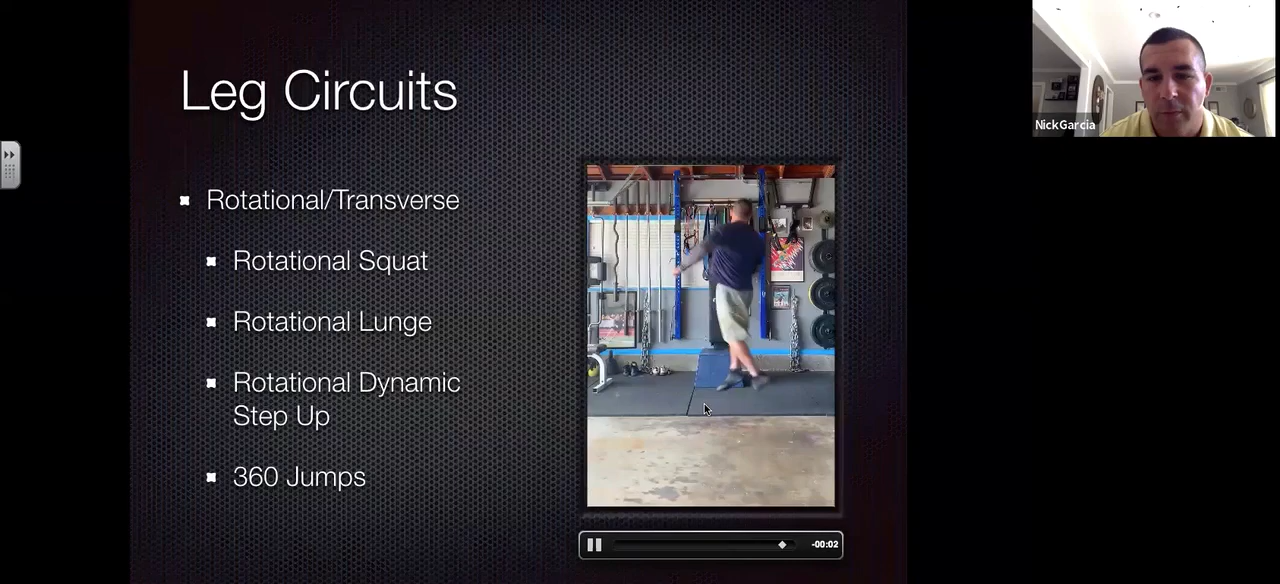 Leg Circuits
Rotational/Transverse
Rotational Squat
Rotational Lunge
Rotational Dynamic
Step Up
360 Jumps
-00:02
NickGarcia